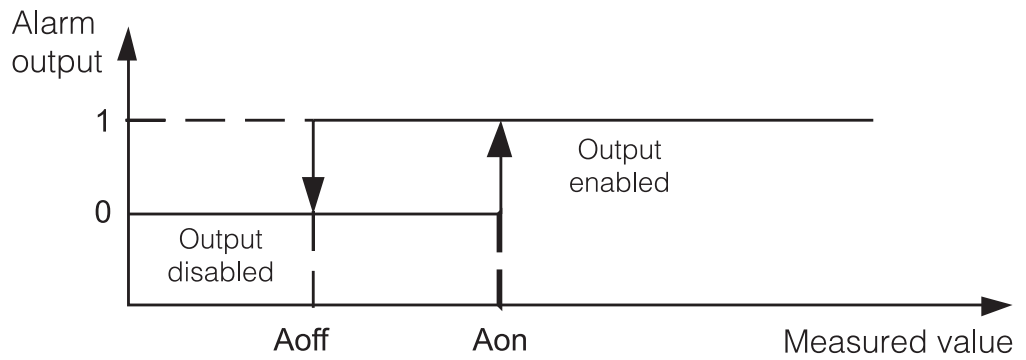 Alarm
output
1
Output
enabled
0
Output
disabled
Aoff
Aon
Measured value